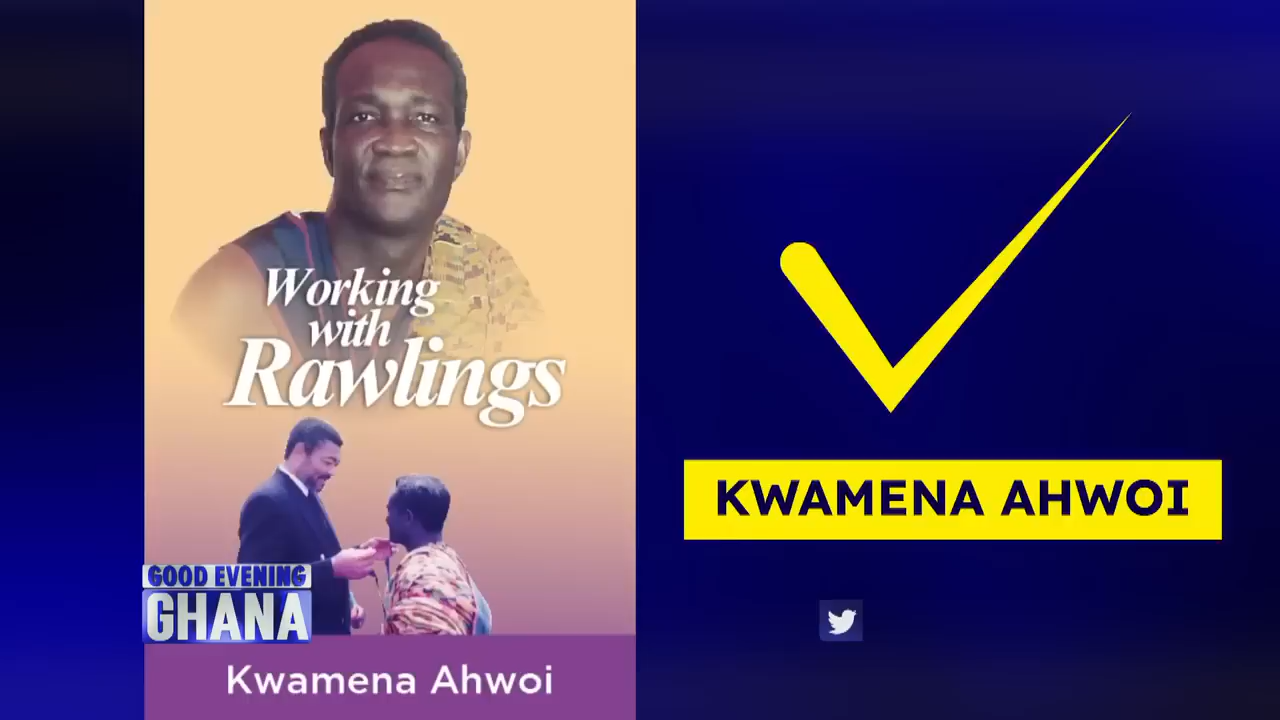 Working
with
Rawlings
GOOD EVENING
GHANA
Kwamena Ahwoi
KWAMENA AHWOI